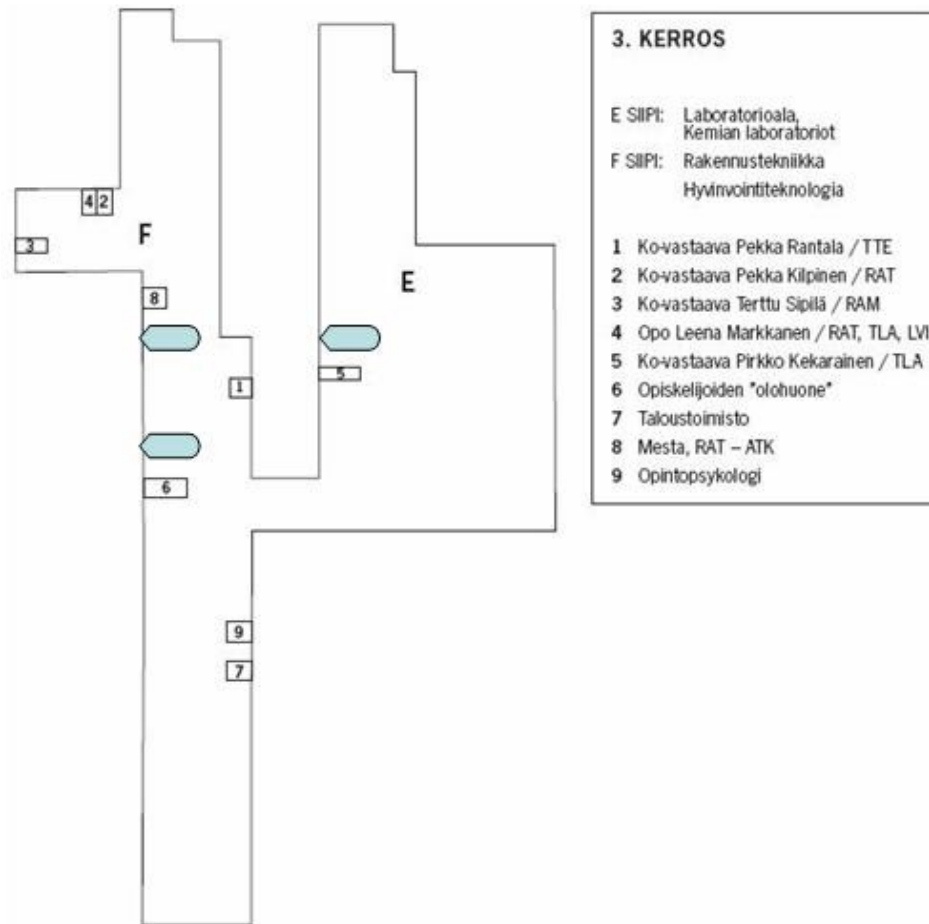 3. KERROS
E SIIPI: Laboratorioala,
Kemian laboratoriot
F SIIPI: Rakennustekniikka
Hyvinvointiteknologia
1 Ko-vastaava Pekka Rantala / TTE
2 Ko-vastaava Pekka Kilpinen / RAT
3 Ko-vastaava Terttu Sipilä / RAM
4 Opo Leena Markkanen / RAT, TLA, LVI
5 Ko-vastaava Pirkko Kekarainen / TLA
6 Opiskelijoiden "olohuone"
7 Taloustoimisto
8 Mesta, RAT – ATK
9 Opintopsykologi
4 2
F
3
E
8
5
1
6
9
7